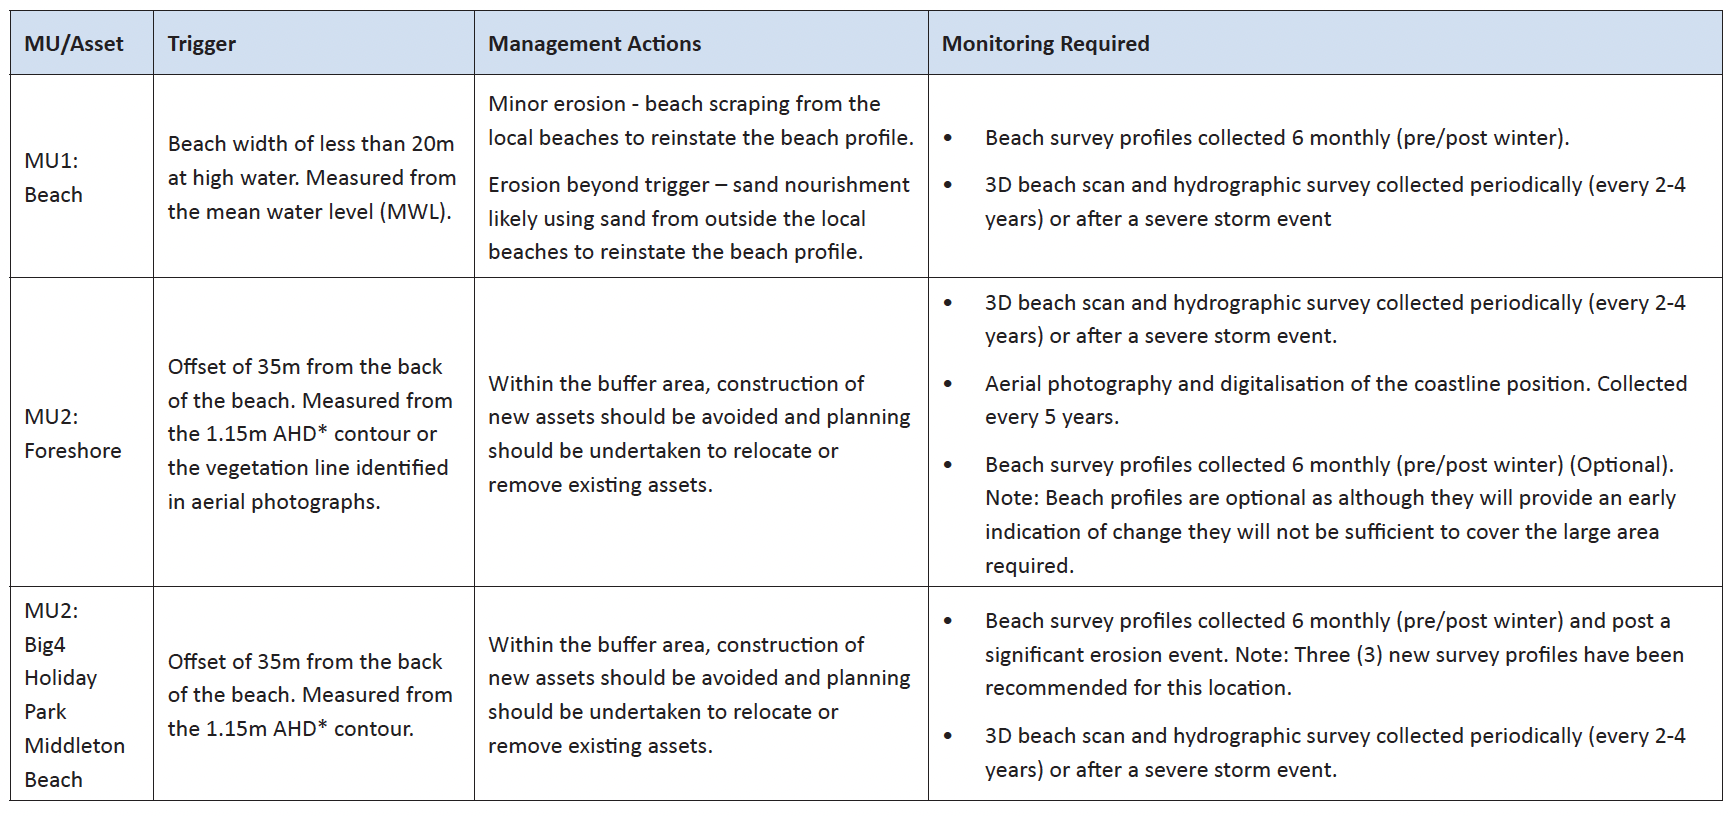 MU/Asset
Trigger
Management Actions
Monitoring Required
MU1:
Beach
Beach width of less than 20m
at high water. Measured from
the mean water level (MWL).
Minor erosion - beach scraping from the
local beaches to reinstate the beach profile.
Erosion beyond trigger – sand nourishment
likely using sand from outside the local
beaches to reinstate the beach profile.
• Beach survey profiles collected 6 monthly (pre/post winter).
• 3D beach scan and hydrographic survey collected periodically (every 2-4
years) or after a severe storm event
MU2:
Foreshore
Offset of 35m from the back
of the beach. Measured from
the 1.15m AHD* contour or
the vegetation line identified
in aerial photographs.
Within the buffer area, construction of
new assets should be avoided and planning
should be undertaken to relocate or
remove existing assets.
• 3D beach scan and hydrographic survey collected periodically (every 2-4
years) or after a severe storm event.
• Aerial photography and digitalisation of the coastline position. Collected
every 5 years.
• Beach survey profiles collected 6 monthly (pre/post winter) (Optional).
Note: Beach profiles are optional as although they will provide an early
indication of change they will not be sufficient to cover the large area
required.
MU2:
Big4
Holiday
Park
Middleton
Beach
Offset of 35m from the back
of the beach. Measured from
the 1.15m AHD* contour.
Within the buffer area, construction of
new assets should be avoided and planning
should be undertaken to relocate or
remove existing assets.
• Beach survey profiles collected 6 monthly (pre/post winter) and post a
significant erosion event. Note: Three (3) new survey profiles have been
recommended for this location.
• 3D beach scan and hydrographic survey collected periodically (every 2-4
years) or after a severe storm event.